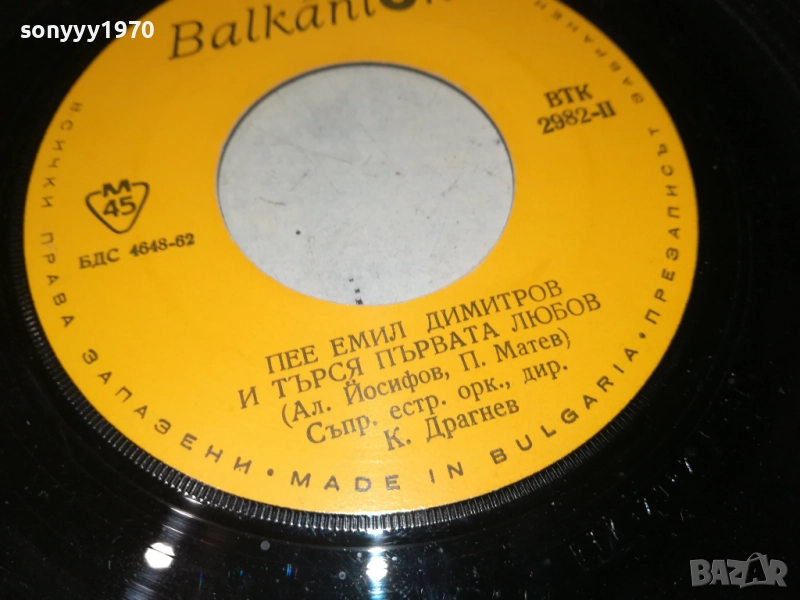 sonyyy1970
Balkanton
ВТК
2982-II
М
45
БДС 4648-62
ПЕЕ ЕМИЛ ДИМИТРОВ
И ТЪРСЯ ПЪРВАТА ЛЮБОВ
(Ал. Йосифов, П. Матев)
Съпр. естр. орк., дир.
К. Драгнев
ВСИЧКИ ПРАВА ЗАПАЗЕНИ • MADE IN BULGARIA • ПРЕЗАПИСЪТ ЗАБРАНЕН
BAZAR